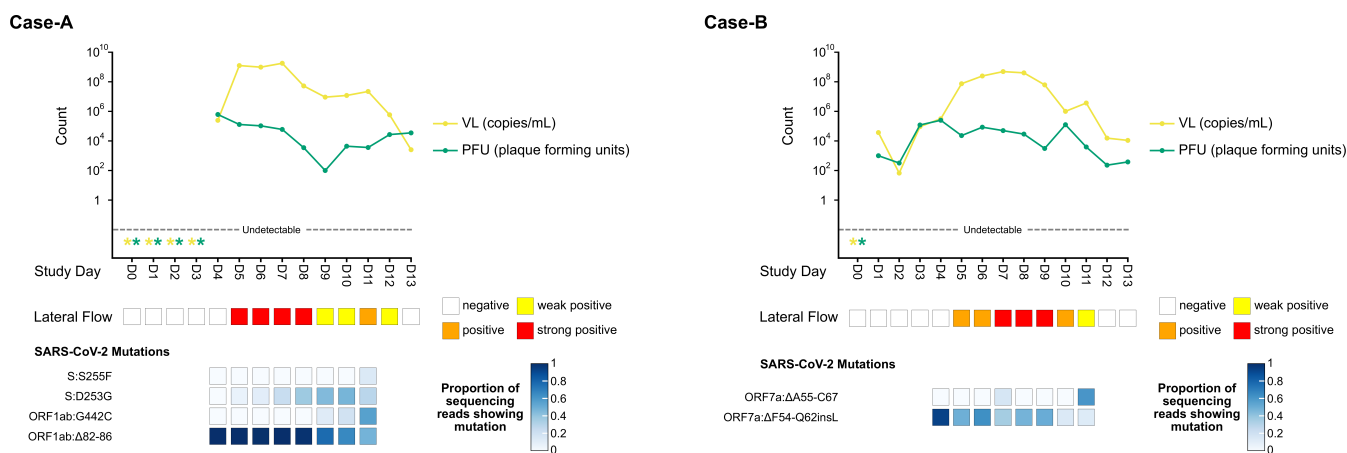 Case-A
10^10
10^8
10^6
10^4
10^2
1
Count
VL (copies/mL)
PFU (plaque forming units)
Undetectable
** ** ** **
Study Day
D0 D1 D2 D3 D4 D5 D6 D7 D8 D9 D10 D11 D12 D13
Lateral Flow
negative
weak positive
positive
strong positive
SARS-CoV-2 Mutations
S:S255F
S:D253G
ORF1ab:G442C
ORF1ab:Δ82-86
Proportion of
sequencing
reads showing
mutation
1
0.8
0.6
0.4
0.2
0
Case-B
10^10
10^8
10^6
10^4
10^2
1
Count
VL (copies/mL)
PFU (plaque forming units)
Undetectable
**
Study Day
D0 D1 D2 D3 D4 D5 D6 D7 D8 D9 D10 D11 D12 D13
Lateral Flow
negative
weak positive
positive
strong positive
SARS-CoV-2 Mutations
ORF7a:ΔA55-C67
ORF7a:ΔF54-Q62insL
Proportion of
sequencing
reads showing
mutation
1
0.8
0.6
0.4
0.2
0